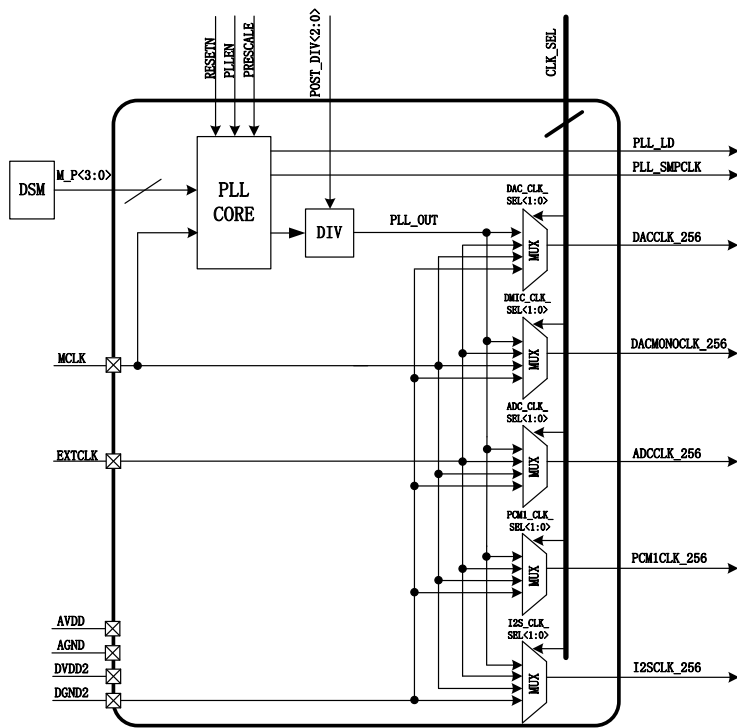 RESETN
PLLEN
PRESCALE
POST_DIV<2:0>
CLK_SEL
DSM
M_P<3:0>
PLL
CORE
DIV
PLL_OUT
PLL_LD
PLL_SMPCLK
DAC_CLK_
SEL<1:0>
MUX
DACCLK_256
DMIC_CLK_
SEL<1:0>
MUX
DACMONOCLK_256
MCLK
ADC_CLK_
SEL<1:0>
MUX
ADCCLK_256
EXTCLK
PCM1_CLK_
SEL<1:0>
MUX
PCM1CLK_256
AVDD
AGND
DVDD2
DGND2
I2S_CLK_
SEL<1:0>
MUX
I2SCLK_256